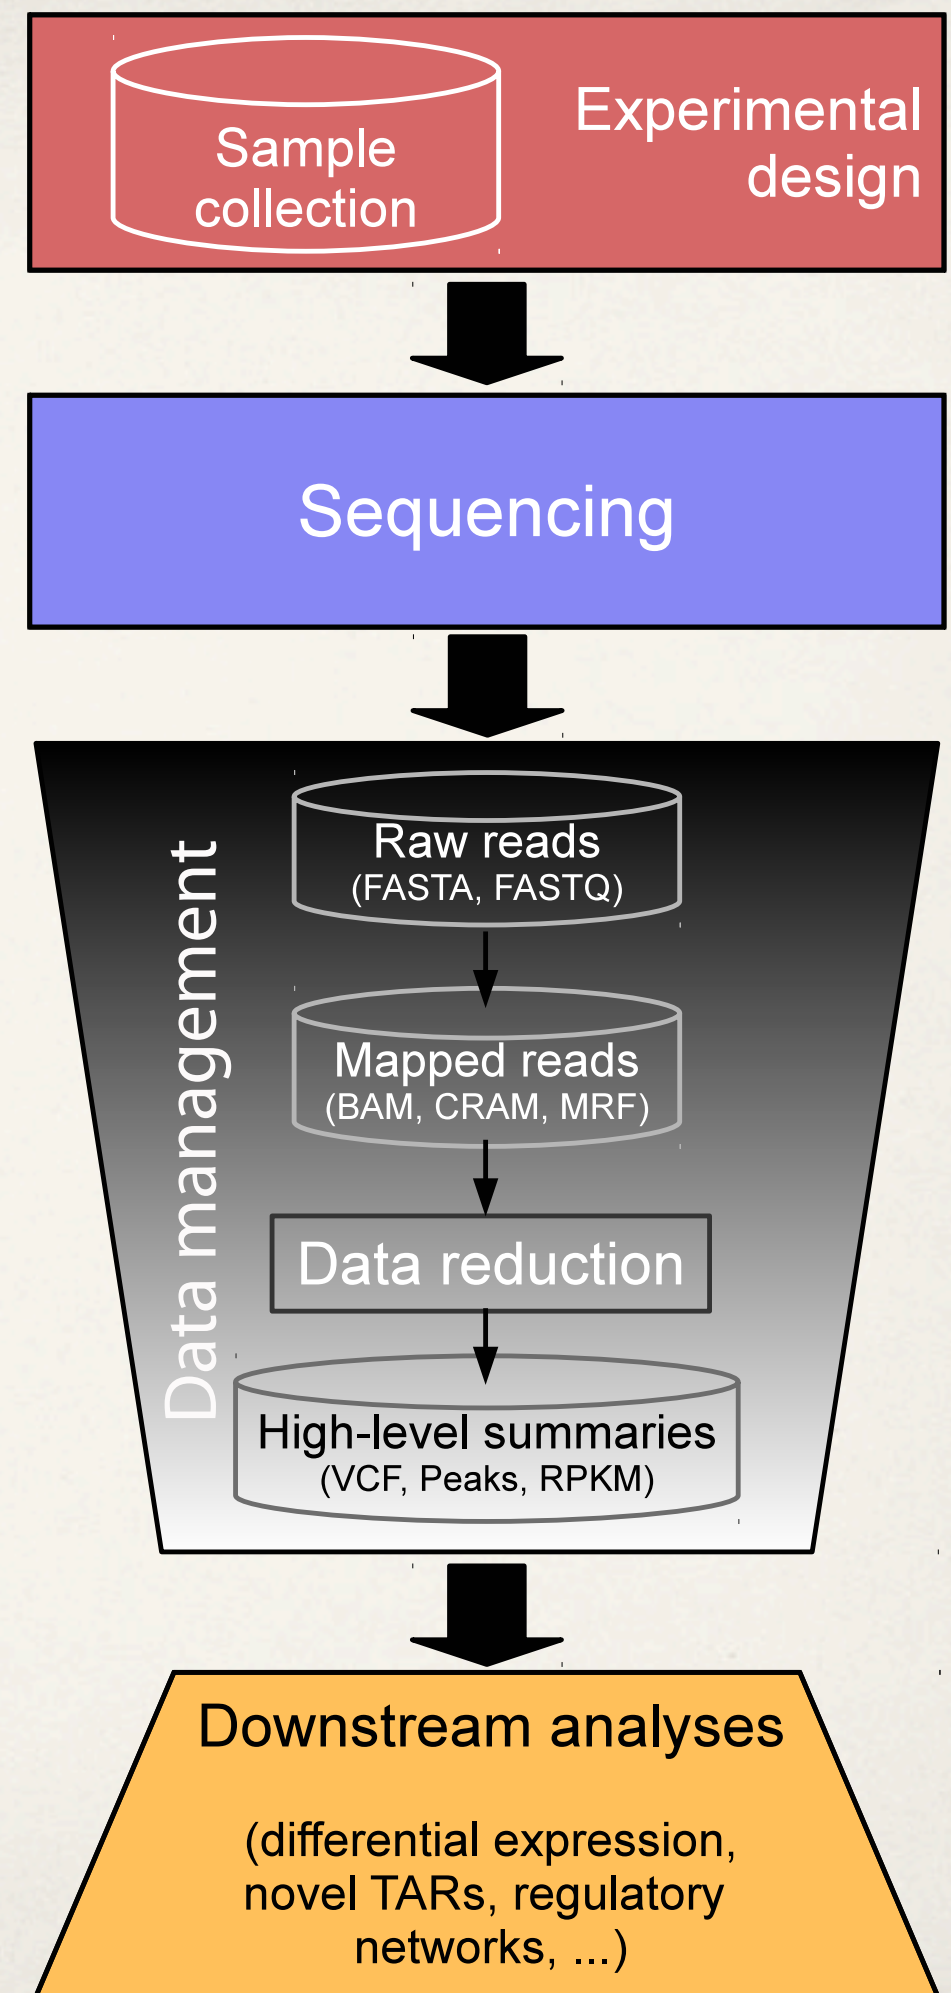 Sample
collection
Experimental
design
Sequencing
Data management
Raw reads
(FASTA, FASTQ)
Mapped reads
(BAM, CRAM, MRF)
Data reduction
High-level summaries
(VCF, Peaks, RPKM)
Downstream analyses
(differential expression,
novel TARs, regulatory
networks, ...)